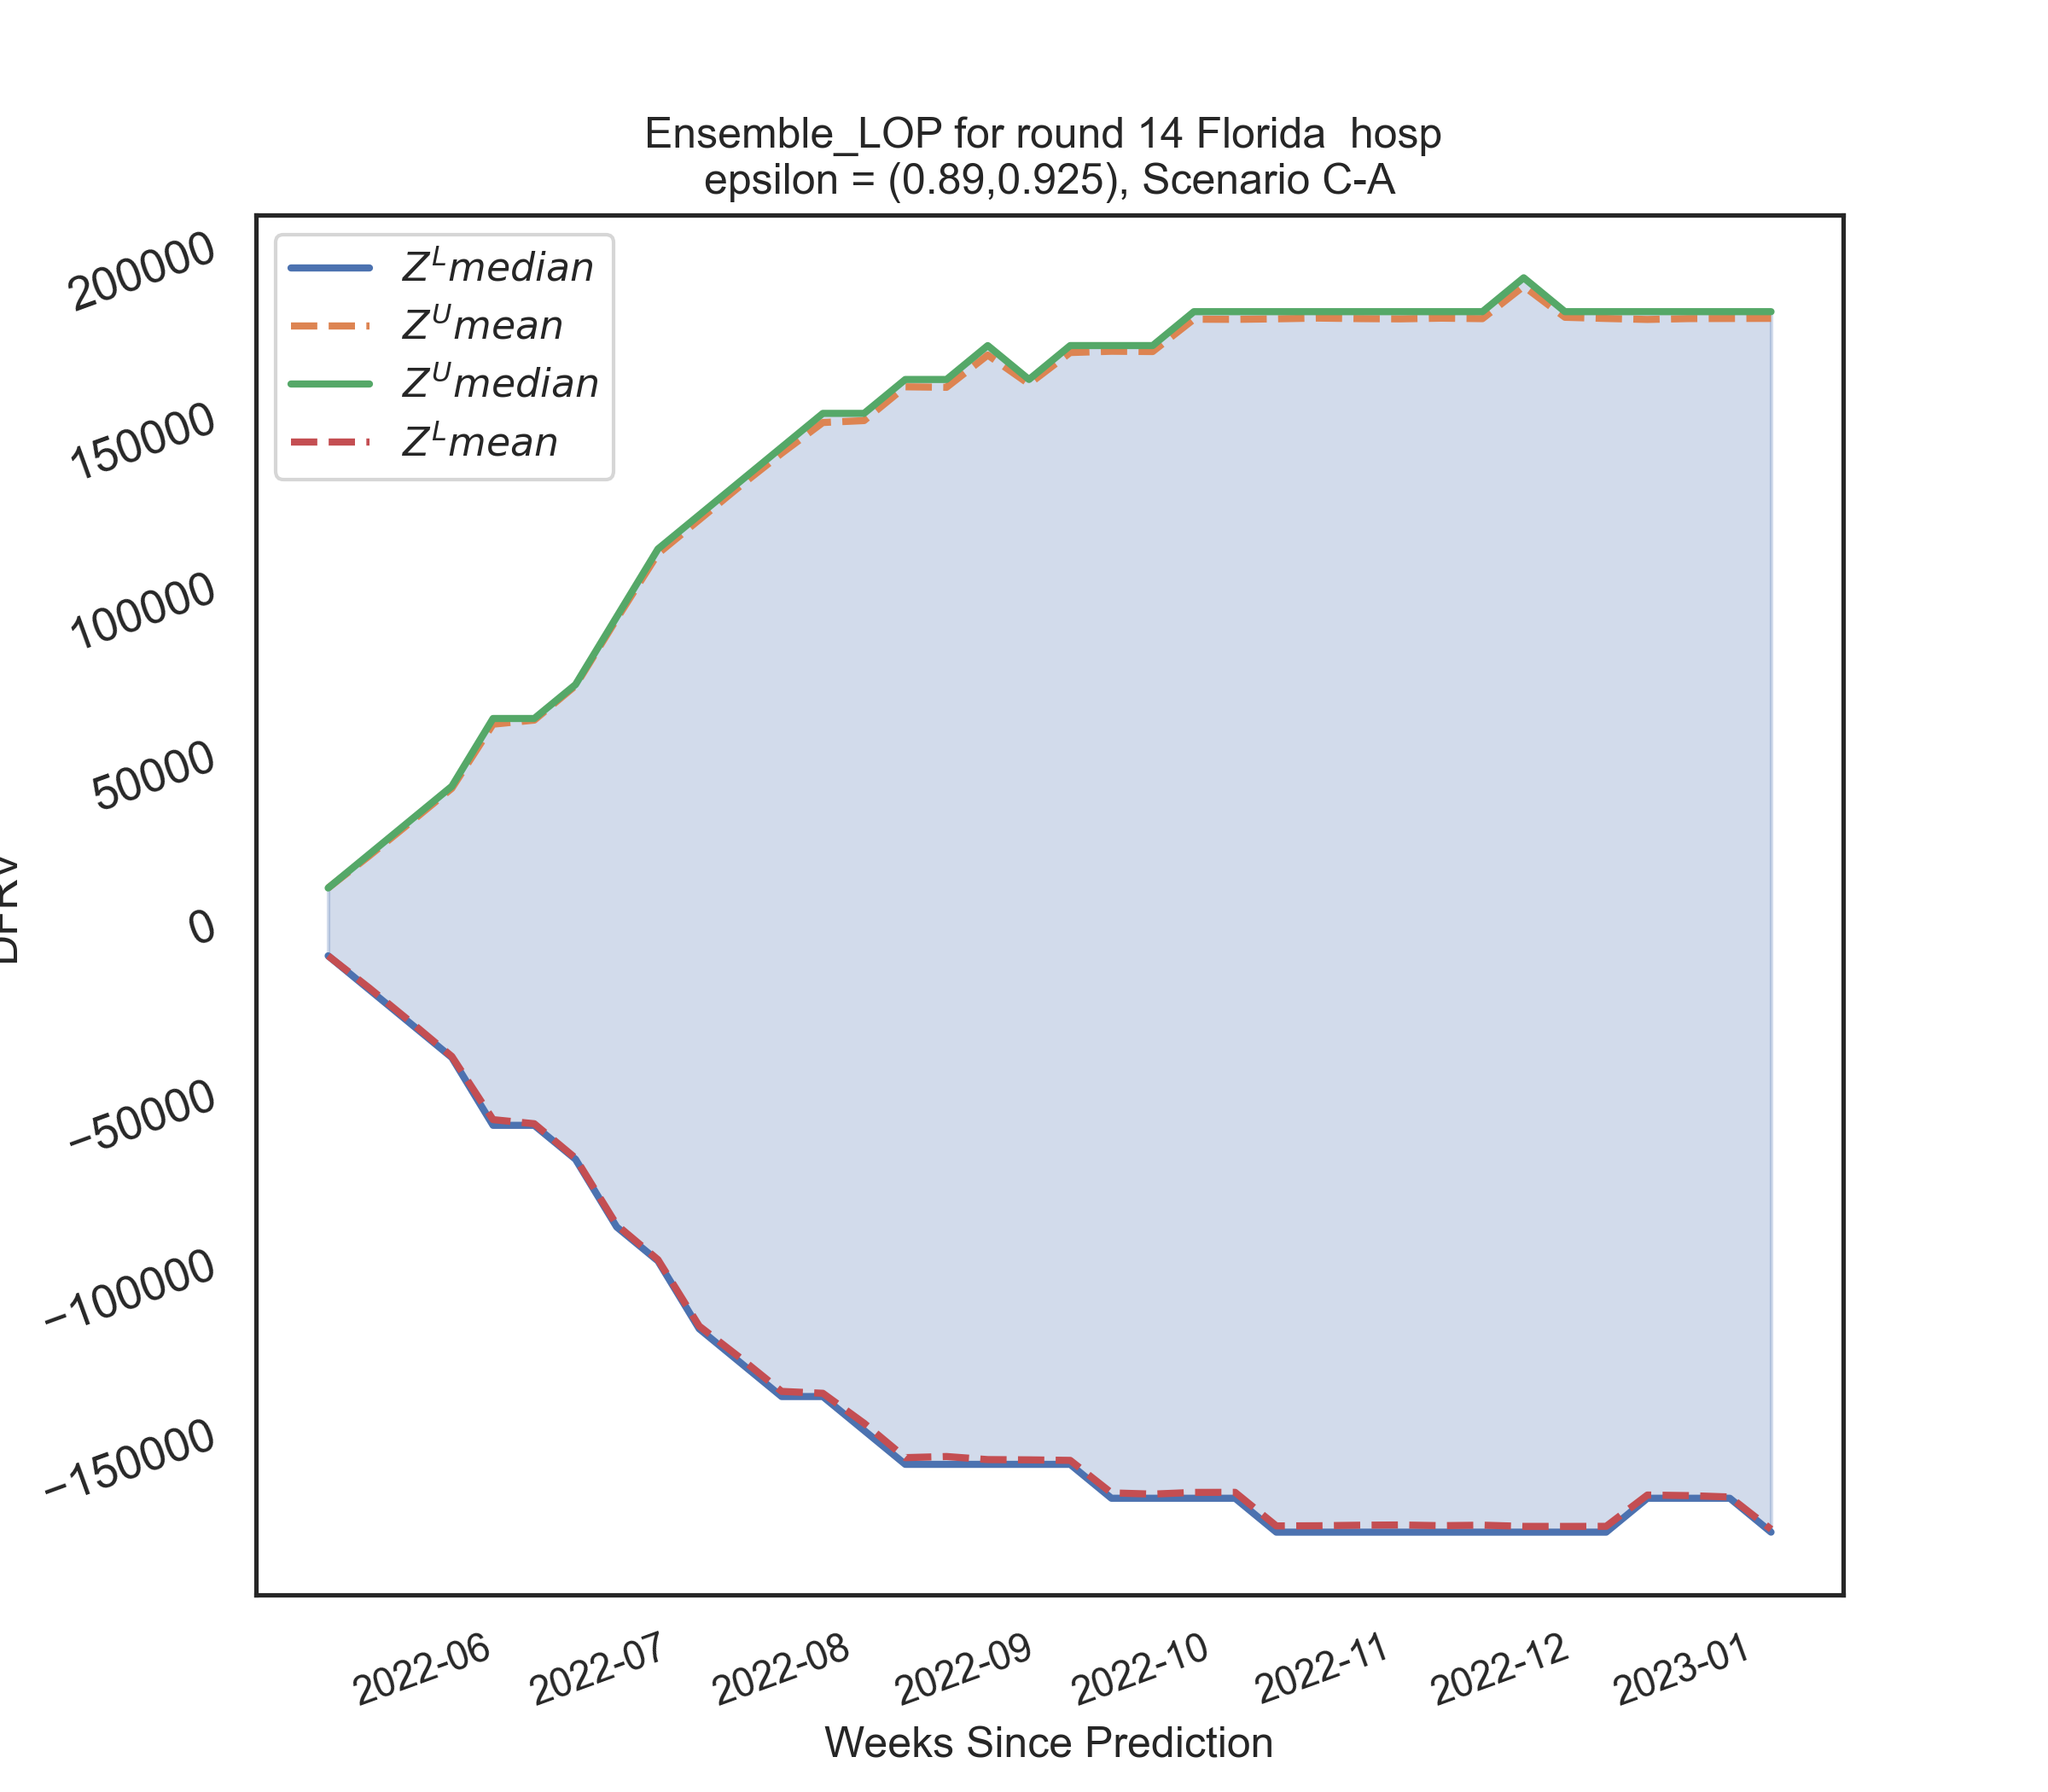 Ensemble_LOP for round 14 Florida  hosp
epsilon = (0.89,0.925), Scenario C-A
Z^L median
Z^U mean
Z^U median
Z^L mean
200000
150000
100000
50000
0
−50000
−100000
−150000
2022-06
2022-07
2022-08
2022-09
2022-10
2022-11
2022-12
2023-01
Weeks Since Prediction